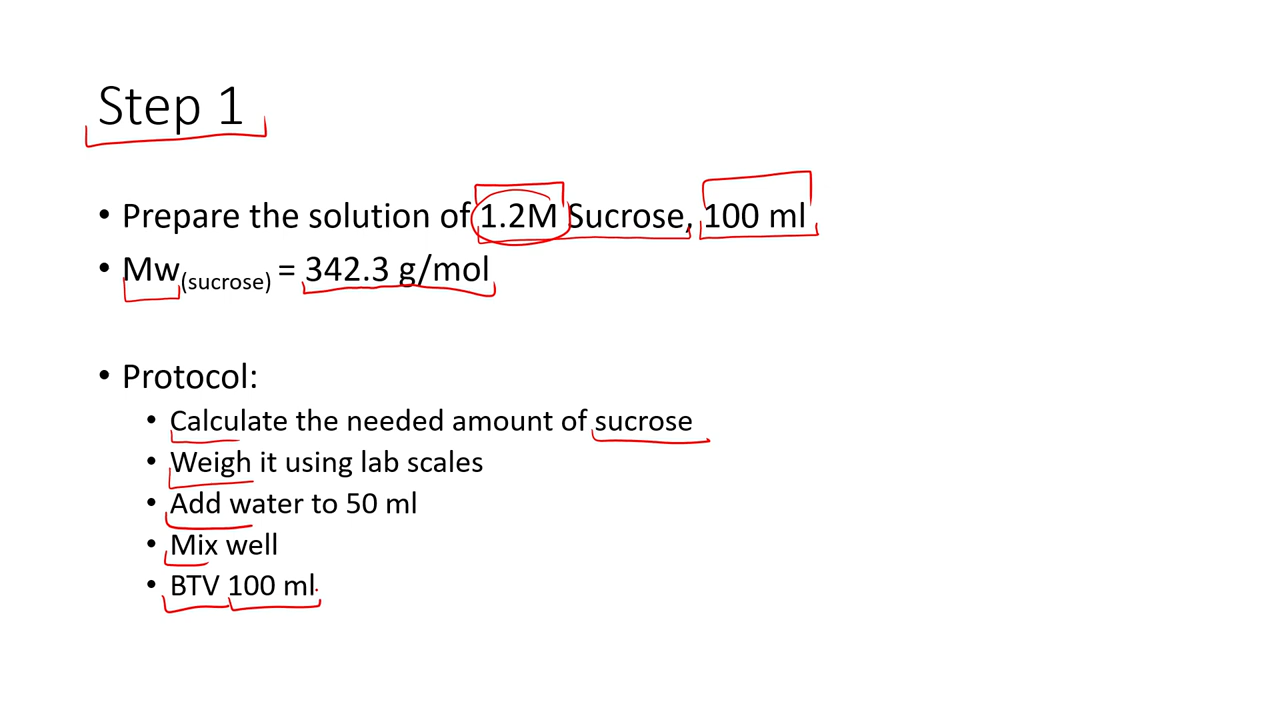 Step 1
• Prepare the solution of 1.2M Sucrose, 100 ml
• Mw(sucrose) = 342.3 g/mol
• Protocol:
• Calculate the needed amount of sucrose
• Weigh it using lab scales
• Add water to 50 ml
• Mix well
• BTV 100 ml